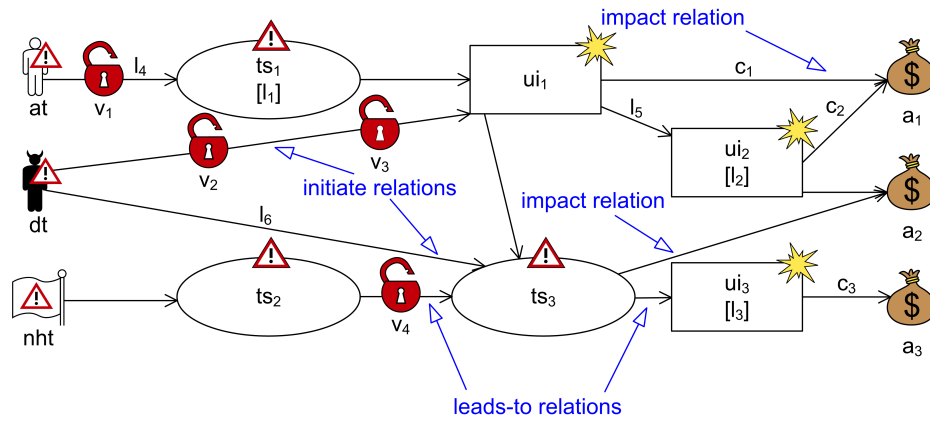 impact relation
at
v1
l4
ts1
[l1]
ui1
c1
$
a1
l5
c2
v2
v3
initiate relations
ui2
[l2]
dt
l6
impact relation
$
a2
nht
ts2
v4
ts3
ui3
[l3]
c3
$
a3
leads-to relations